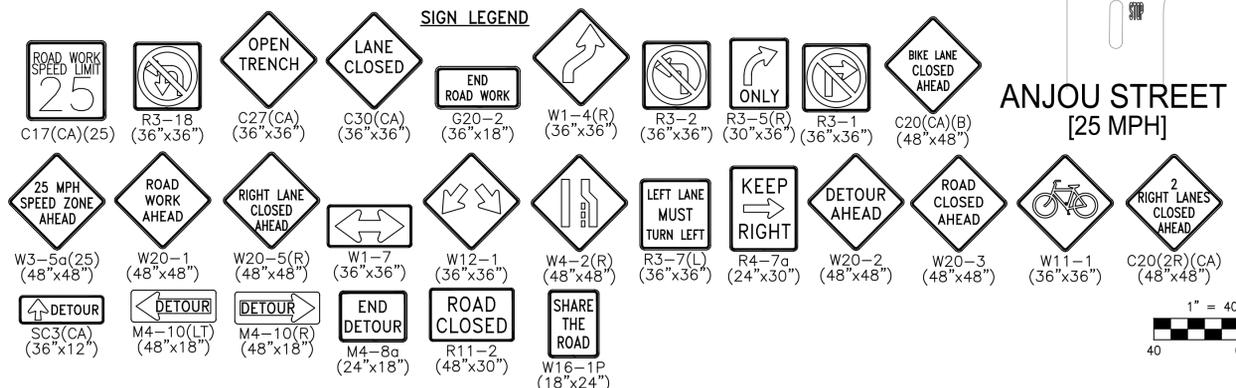 SIGN LEGEND
ROAD WORK
SPEED LIMIT
25
C17(CA)(25)
R3-18
(36"x36")
OPEN
TRENCH
C27(CA)
(36"x36")
LANE
CLOSED
C30(CA)
(36"x36")
END
ROAD WORK
G20-2
(36"x18")
W1-4(R)
(36"x36")
R3-2
(36"x36")
ONLY
R3-5(R)
(30"x36")
R3-1
(36"x36")
BIKE LANE
CLOSED
AHEAD
C20(CA)(B)
(48"x48")
STOP
ANJOU STREET
[25 MPH]
25 MPH
SPEED ZONE
AHEAD
W3-5a(25)
(48"x48")
ROAD
WORK
AHEAD
W20-1
(48"x48")
RIGHT LANE
CLOSED
AHEAD
W20-5(R)
(48"x48")
W1-7
(36"x36")
W12-1
(36"x36")
W4-2(R)
(48"x48")
LEFT LANE
MUST
TURN LEFT
R3-7(L)
(36"x36")
KEEP
RIGHT
R4-7a
(24"x30")
DETOUR
AHEAD
W20-2
(48"x48")
ROAD
CLOSED
AHEAD
W20-3
(48"x48")
W11-1
(36"x36")
2
RIGHT LANES
CLOSED
AHEAD
C20(2R)(CA)
(48"x48")
DETOUR
SC3(CA)
(36"x12")
DETOUR
M4-10(LT)
(48"x18")
DETOUR
M4-10(R)
(48"x18")
END
DETOUR
M4-8a
(24"x18")
ROAD
CLOSED
R11-2
(48"x30")
SHARE
THE
ROAD
W16-1P
(18"x24")
1" = 40
40